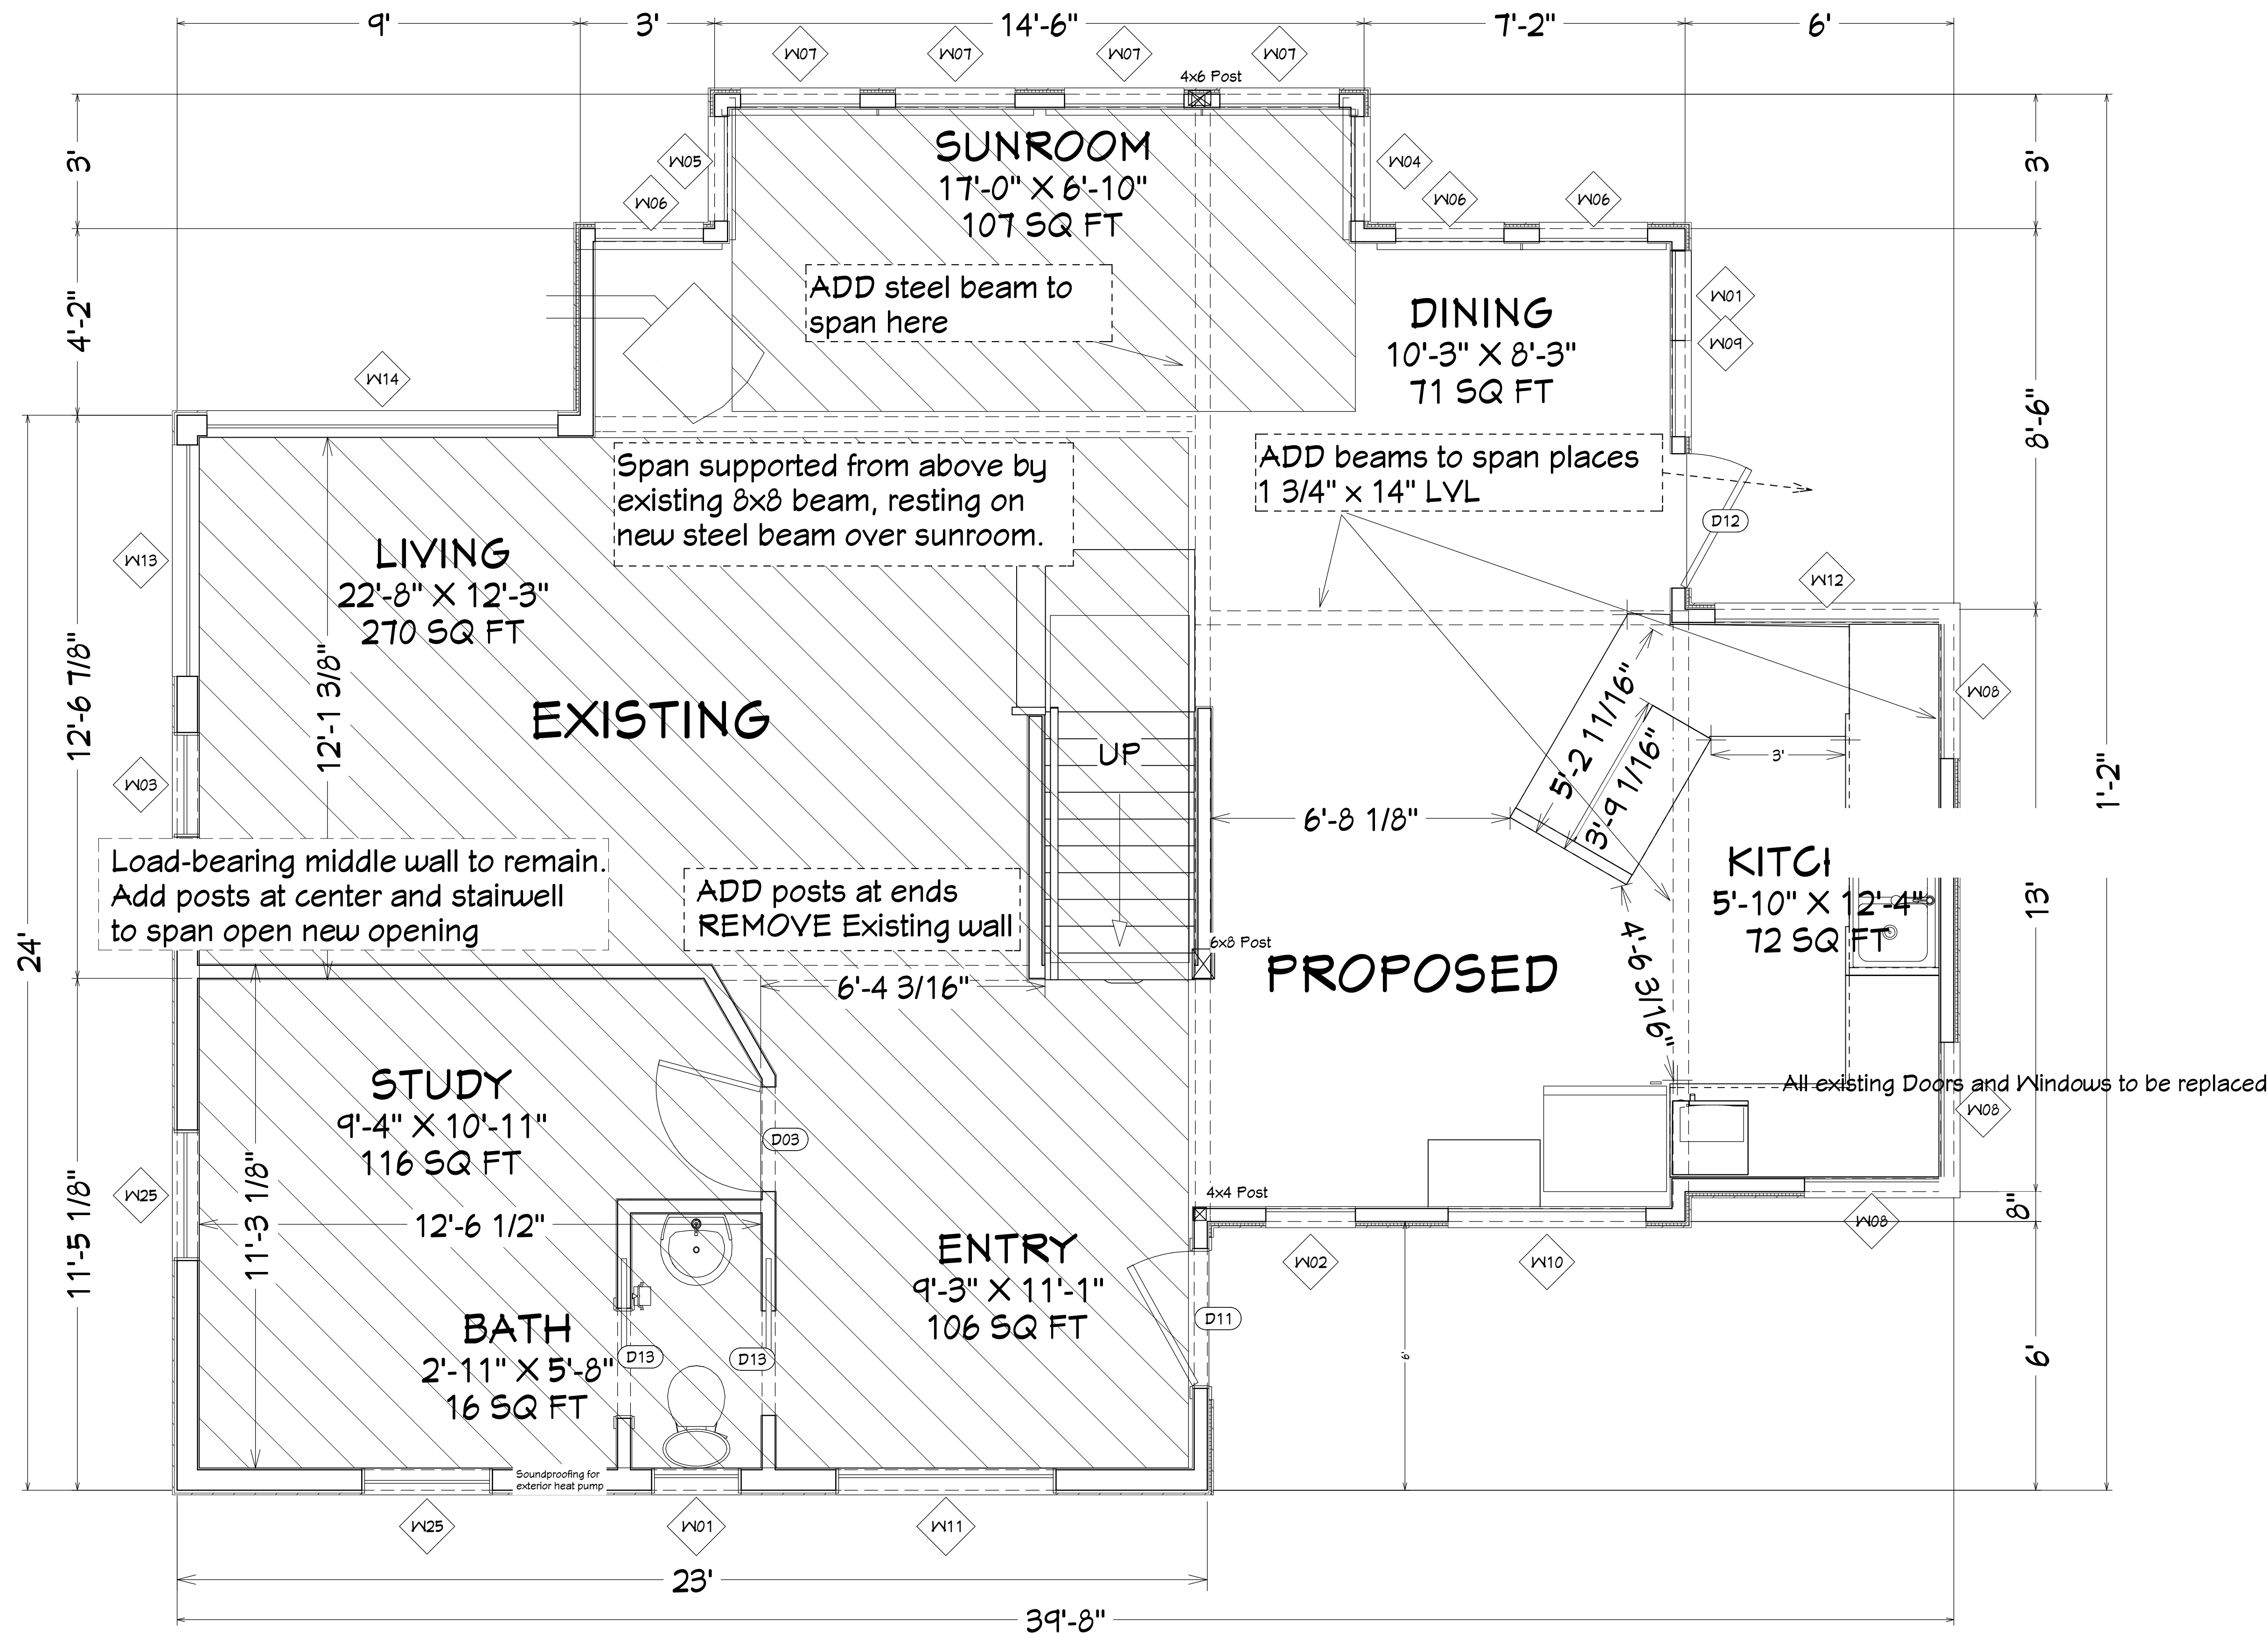 9'
3'
14'-6"
7'-2"
6'
W07
W07
W07
W07
4x6 Post
3'
W05
W06
SUNROOM
17'-0" X 6'-10"
107 SQ FT
W04
W06
W06
3'
4'-2"
ADD steel beam to
span here
DINING
10'-3" X 8'-3"
71 SQ FT
W01
W09
8'-6"
W14
Span supported from above by
existing 8x8 beam, resting on
new steel beam over sunroom.
ADD beams to span places
1 3/4" x 14" LVL
D12
W13
LIVING
22'-8" X 12'-3"
270 SQ FT
W12
12'-6 7/8"
12'-1 3/8"
EXISTING
UP
5'-2 11/16"
3'-9 1/16"
3'
W08
1'-2"
W03
6'-8 1/8"
Load-bearing middle wall to remain.
Add posts at center and stairwell
to span open new opening
ADD posts at ends
REMOVE Existing wall
KITCH
5'-10" X 12'-4"
72 SQ FT
13'
24'
6x8 Post
6'-4 3/16"
PROPOSED
4'-6 3/16"
STUDY
9'-4" X 10'-11"
116 SQ FT
D03
All existing Doors and Windows to be replaced
W08
W25
11'-5 1/8"
11'-3 1/8"
12'-6 1/2"
4x4 Post
8"
W08
ENTRY
9'-3" X 11'-1"
106 SQ FT
W02
W10
BATH
2'-11" X 5'-8"
16 SQ FT
D13
D13
D11
6'
6'
Soundproofing for
exterior heat pump
W25
W01
W11
23'
39'-8"